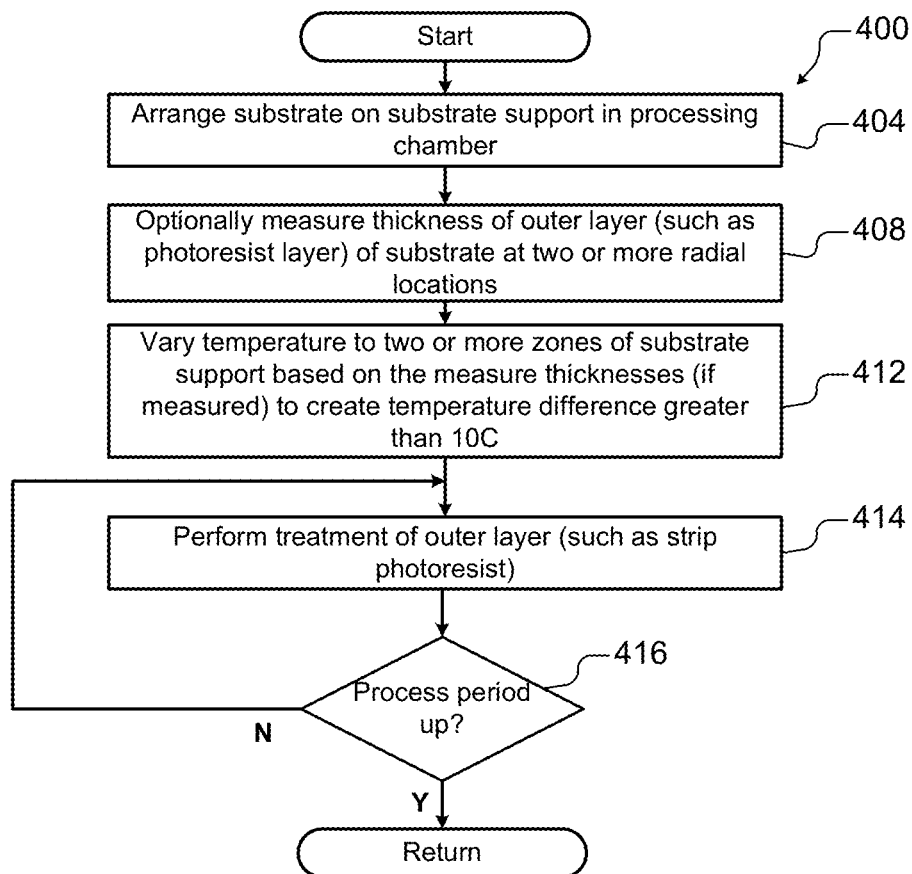 Start
400
Arrange substrate on substrate support in processing
chamber
404
Optionally measure thickness of outer layer (such as
photoresist layer) of substrate at two or more radial
locations
408
Vary temperature to two or more zones of substrate
support based on the measure thicknesses (if
measured) to create temperature difference greater
than 10C
412
Perform treatment of outer layer (such as strip
photoresist)
414
Process period
up?
416
N
Y
Return